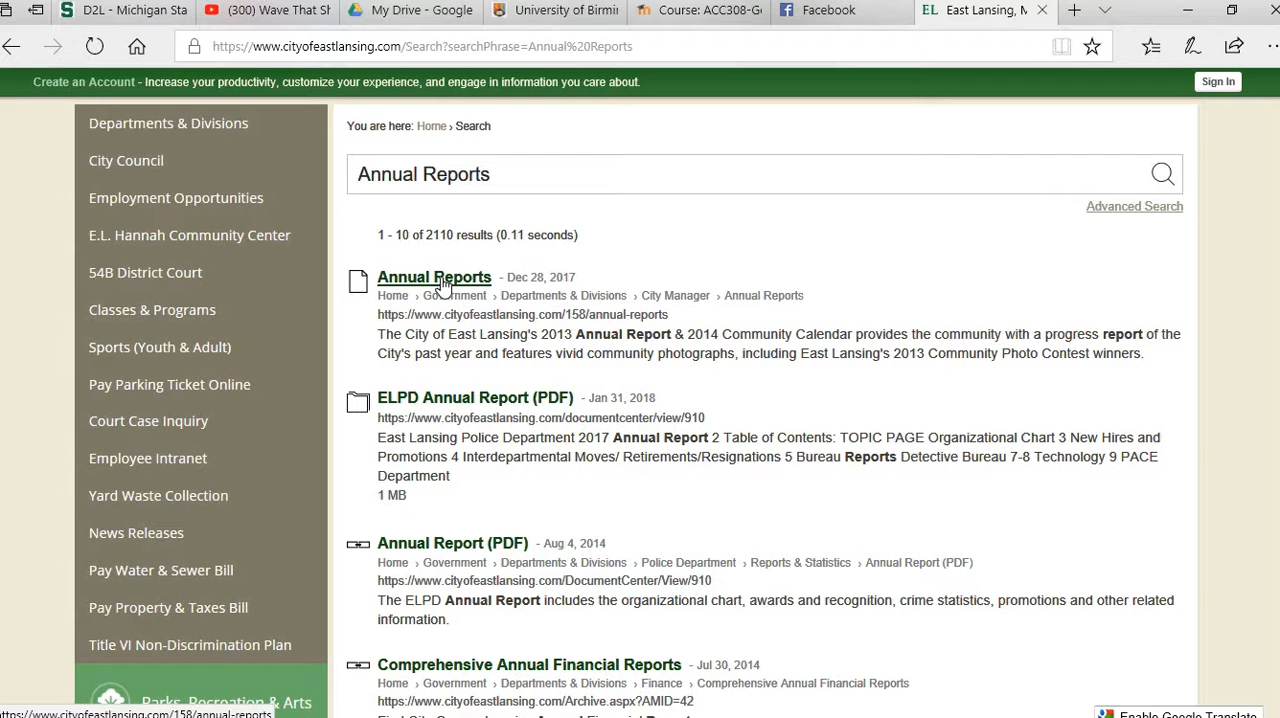 D2L - Michigan Sta
(300) Wave That Sh
My Drive - Google
University of Birmir
Course: ACC308-G
Facebook
EL East Lansing, M
https://www.cityofeastlansing.com/Search?searchPhrase=Annual%20Reports
Create an Account - Increase your productivity, customize your experience, and engage in information you care about.
Sign In
Departments & Divisions
City Council
Employment Opportunities
E.L. Hannah Community Center
54B District Court
Classes & Programs
Sports (Youth & Adult)
Pay Parking Ticket Online
Court Case Inquiry
Employee Intranet
Yard Waste Collection
News Releases
Pay Water & Sewer Bill
Pay Property & Taxes Bill
Title VI Non-Discrimination Plan
Parks, Recreation & Arts
https://www.cityofeastlansing.com/158/annual-reports
You are here: Home › Search
Annual Reports
Advanced Search
1 - 10 of 2110 results (0.11 seconds)
Annual Reports - Dec 28, 2017
Home › Government › Departments & Divisions › City Manager › Annual Reports
https://www.cityofeastlansing.com/158/annual-reports
The City of East Lansing's 2013 Annual Report & 2014 Community Calendar provides the community with a progress report of the
City's past year and features vivid community photographs, including East Lansing's 2013 Community Photo Contest winners.
ELPD Annual Report (PDF) - Jan 31, 2018
https://www.cityofeastlansing.com/documentcenter/view/910
East Lansing Police Department 2017 Annual Report 2 Table of Contents: TOPIC PAGE Organizational Chart 3 New Hires and
Promotions 4 Interdepartmental Moves/ Retirements/Resignations 5 Bureau Reports Detective Bureau 7-8 Technology 9 PACE
Department
1 MB
Annual Report (PDF) - Aug 4, 2014
Home › Government › Departments & Divisions › Police Department › Reports & Statistics › Annual Report (PDF)
https://www.cityofeastlansing.com/DocumentCenter/View/910
The ELPD Annual Report includes the organizational chart, awards and recognition, crime statistics, promotions and other related
information.
Comprehensive Annual Financial Reports - Jul 30, 2014
Home › Government › Departments & Divisions › Finance › Comprehensive Annual Financial Reports
https://www.cityofeastlansing.com/Archive.aspx?AMID=42
Enable Google Translate